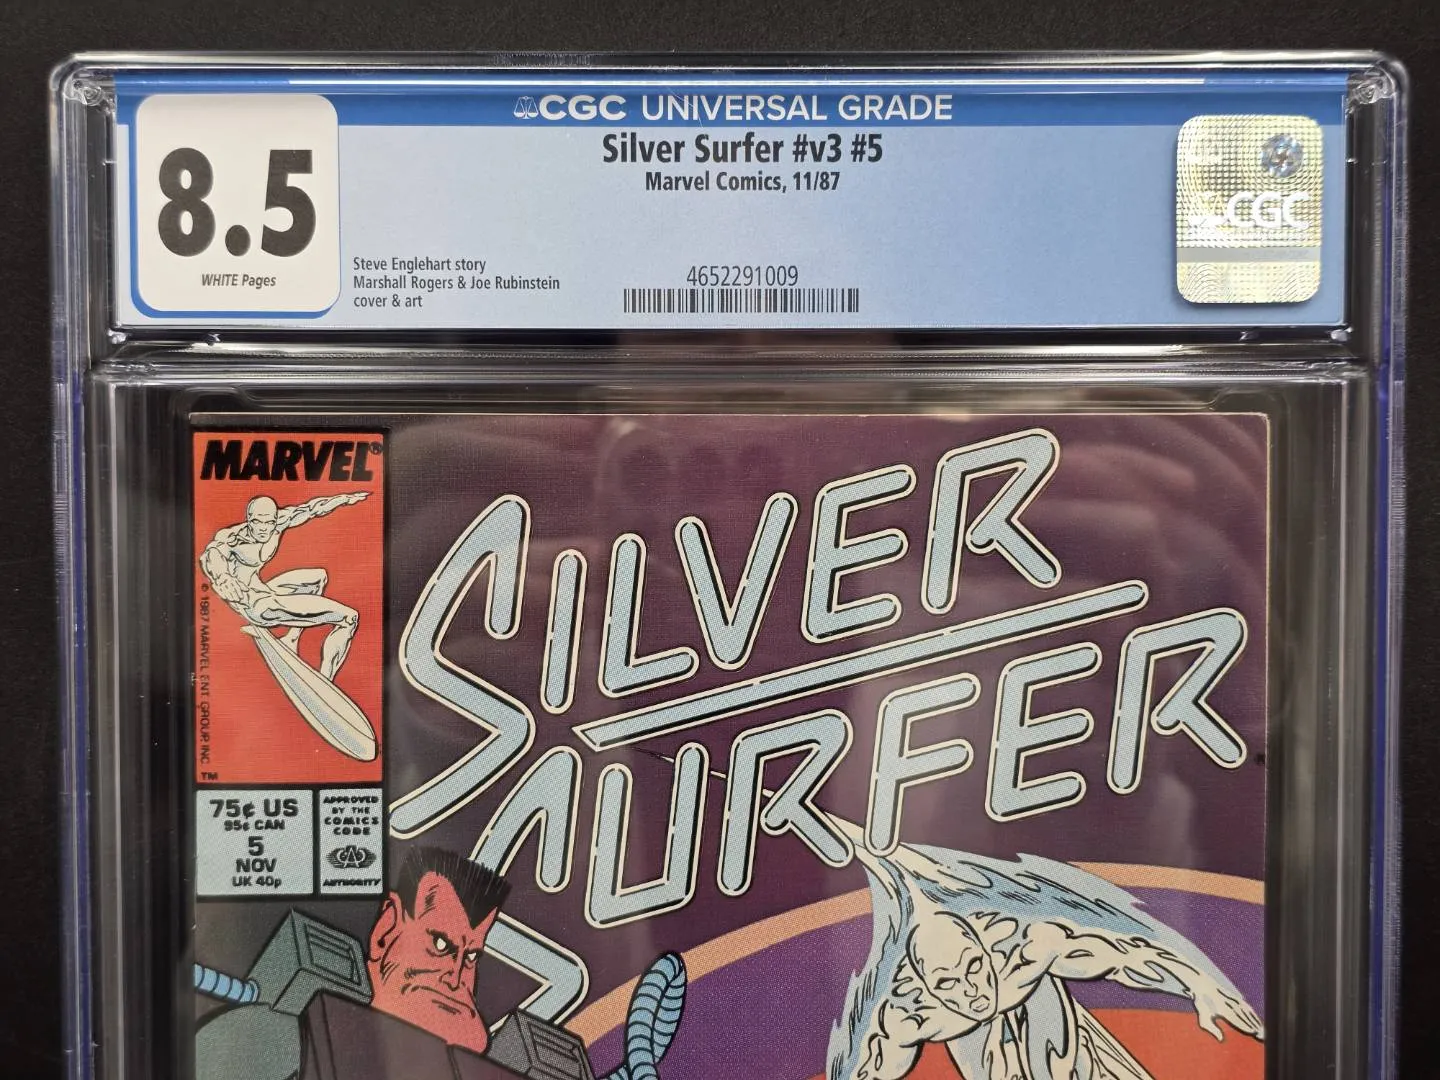 CGC UNIVERSAL GRADE
8.5
WHITE Pages
Silver Surfer #v3 #5
Marvel Comics, 11/87
Steve Englehart story
Marshall Rogers & Joe Rubinstein
cover & art
4652291009
CGC
MARVEL®
© 1987 MARVEL ENT. GROUP, INC.
TM
SILVER
SURFER
75¢ US
95¢ CAN
5
NOV
UK 40p
APPROVED
BY THE
COMICS
CODE
CA
AUTHORITY